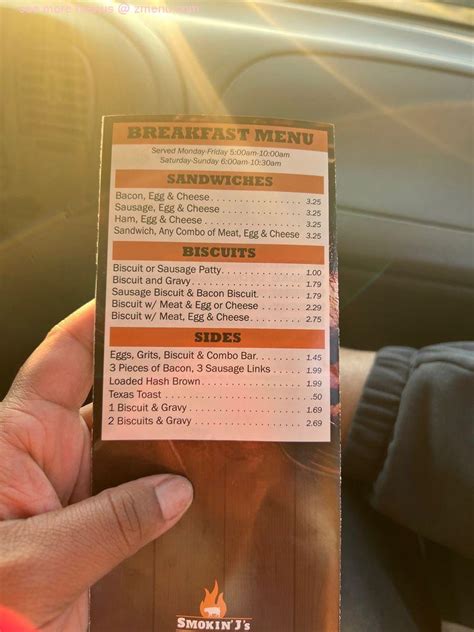 see more menus @ zmenu.com
BREAKFAST MENU
Served Monday-Friday 5:00am-10:00am
Saturday-Sunday 6:00am-10:30am
SANDWICHES
Bacon, Egg & Cheese 3.25
Sausage, Egg & Cheese 3.25
Ham, Egg & Cheese 3.25
Sandwich, Any Combo of Meat, Egg & Cheese 3.25
BISCUITS
Biscuit or Sausage Patty 1.00
Biscuit and Gravy 1.79
Sausage Biscuit & Bacon Biscuit 1.79
Biscuit w/ Meat & Egg or Cheese 2.29
Biscuit w/ Meat, Egg & Cheese 2.75
SIDES
Eggs, Grits, Biscuit & Combo Bar 1.45
3 Pieces of Bacon, 3 Sausage Links 1.99
Loaded Hash Brown 1.99
Texas Toast .50
1 Biscuit & Gravy 1.69
2 Biscuits & Gravy 2.69
SMOKIN' J's